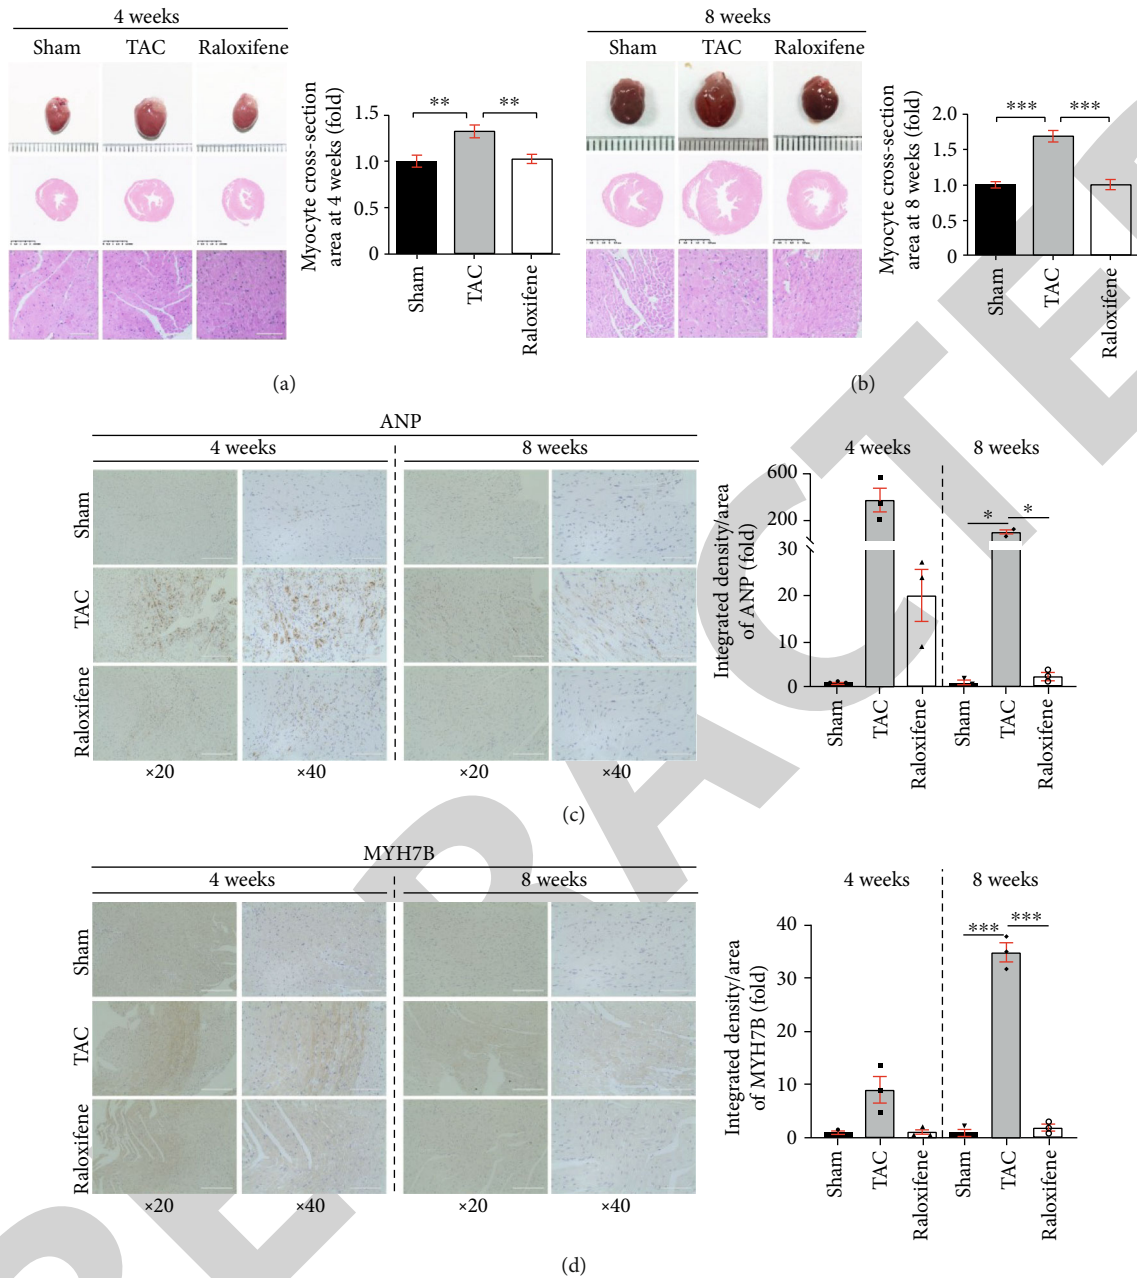 4 weeks
Sham TAC Raloxifene
Myocyte cross-section
area at 4 weeks (fold)
1.5
1.0
0.5
0
** **
Sham
TAC
Raloxifene
(a)
8 weeks
Sham TAC Raloxifene
Myocyte cross-section
area at 8 weeks (fold)
2.0
1.5
1.0
0.5
0
*** ***
Sham
TAC
Raloxifene
(b)
ANP
4 weeks 8 weeks
Sham
TAC
Raloxifene
×20 ×40 ×20 ×40
Integrated density/area
of ANP (fold)
4 weeks 8 weeks
600
200
30
20
10
0
* *
Sham
TAC
Raloxifene
Sham
TAC
Raloxifene
(c)
MYH7B
4 weeks 8 weeks
Sham
TAC
Raloxifene
×20 ×40 ×20 ×40
Integrated density/area
of MYH7B (fold)
4 weeks 8 weeks
40
30
20
10
0
*** ***
Sham
TAC
Raloxifene
Sham
TAC
Raloxifene
(d)